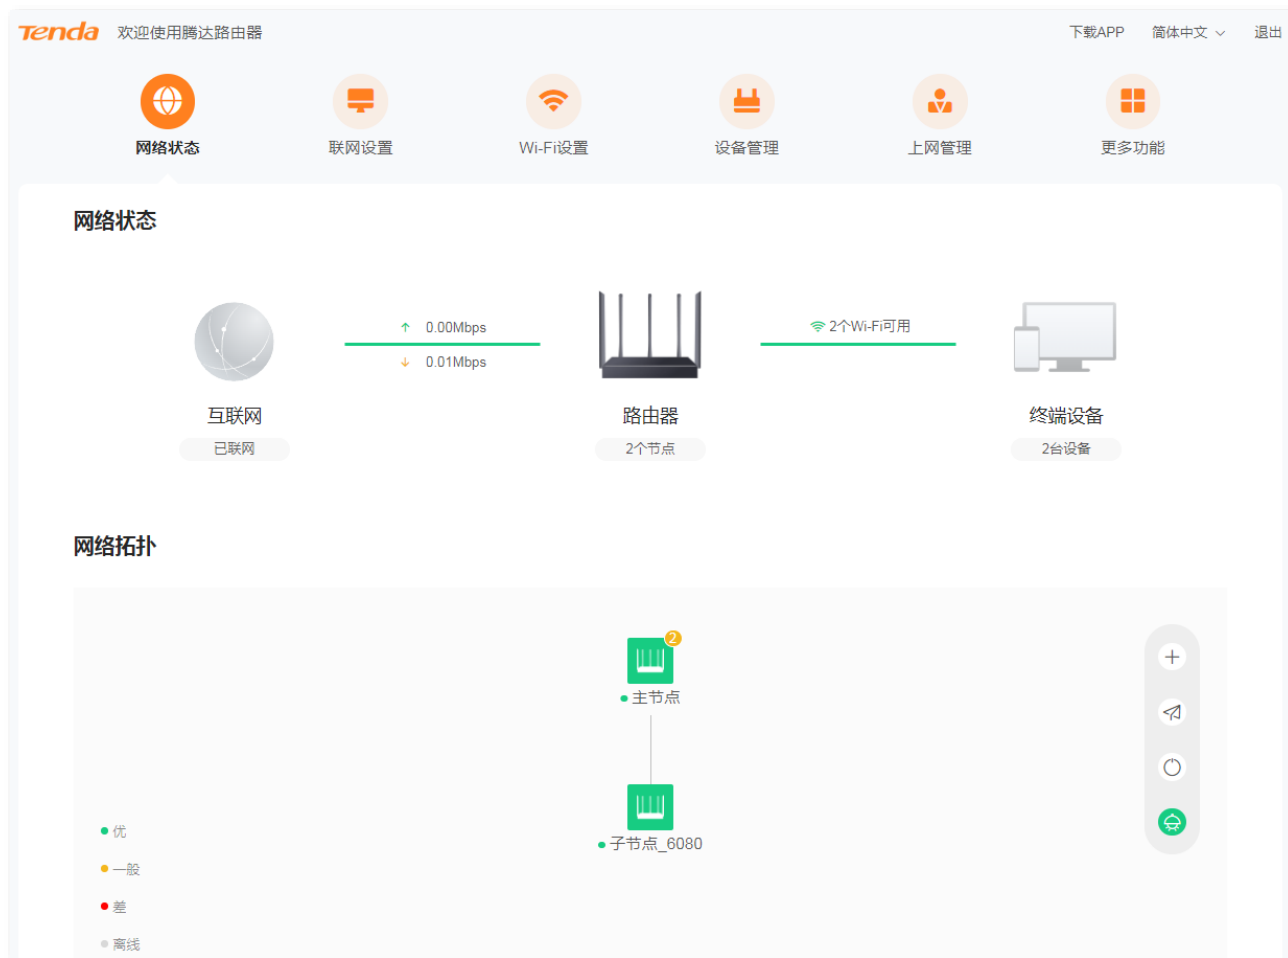 Tenda 欢迎使用腾达路由器 下载APP 简体中文 退出
网络状态 联网设置 Wi-Fi设置 设备管理 上网管理 更多功能
网络状态
0.00Mbps
2个Wi-Fi可用
0.01Mbps
互联网 路由器 终端设备
已联网 2个节点 2台设备
网络拓扑
2
主节点
优
子节点_6080
一般
差
离线